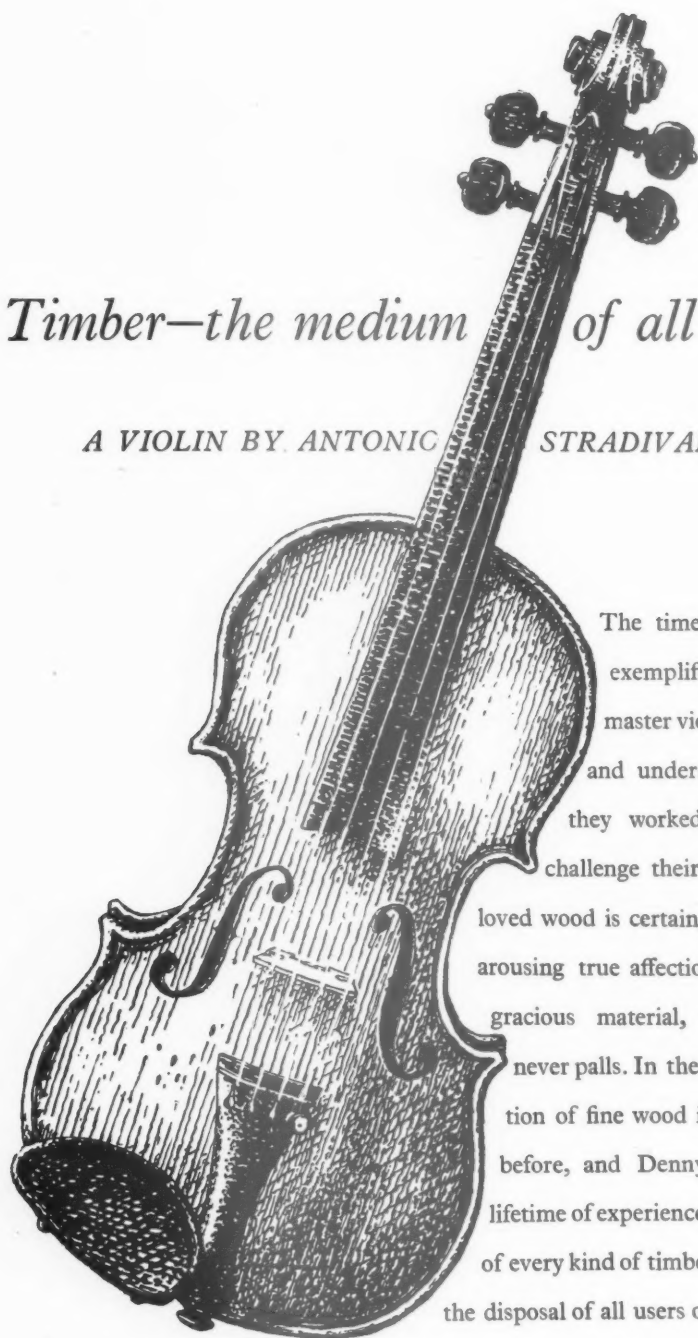 Timber—the medium of all
A VIOLIN BY ANTONIO STRADIVA
The time
exemplif
master vio
and under
they worked
challenge their
loved wood is certain
arousing true affectio
gracious material,
never palls. In the
tion of fine wood
before, and Denny
lifetime of experience
of every kind of timbe
the disposal of all users o